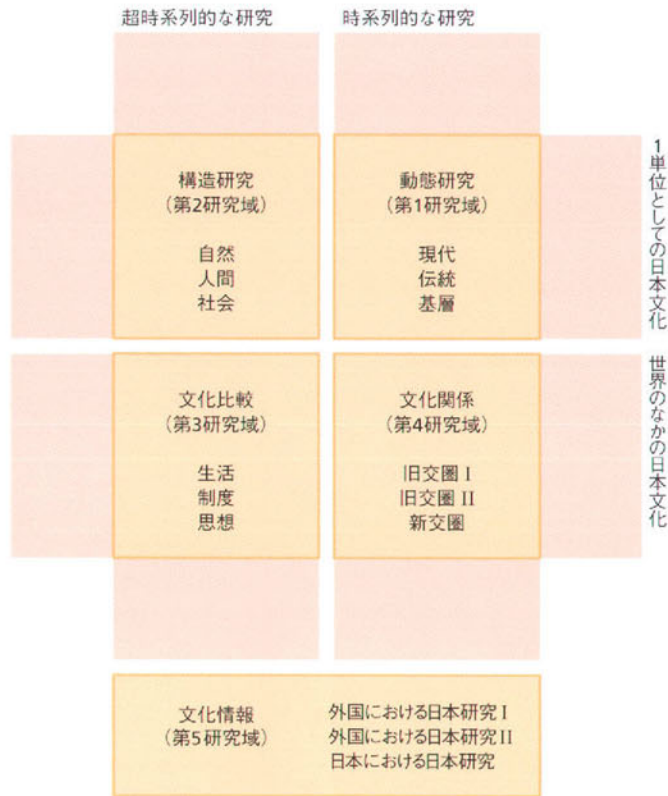 超時系列的な研究
時系列的な研究
構造研究
(第2研究域)
自然
人間
社会
動態研究
(第1研究域)
現代
伝統
基層
1単位としての日本文化
文化比較
(第3研究域)
生活
制度
思想
文化関係
(第4研究域)
旧交圏 I
旧交圏 II
新交圏
世界のなかの日本文化
文化情報
(第5研究域)
外国における日本研究 I
外国における日本研究 II
日本における日本研究